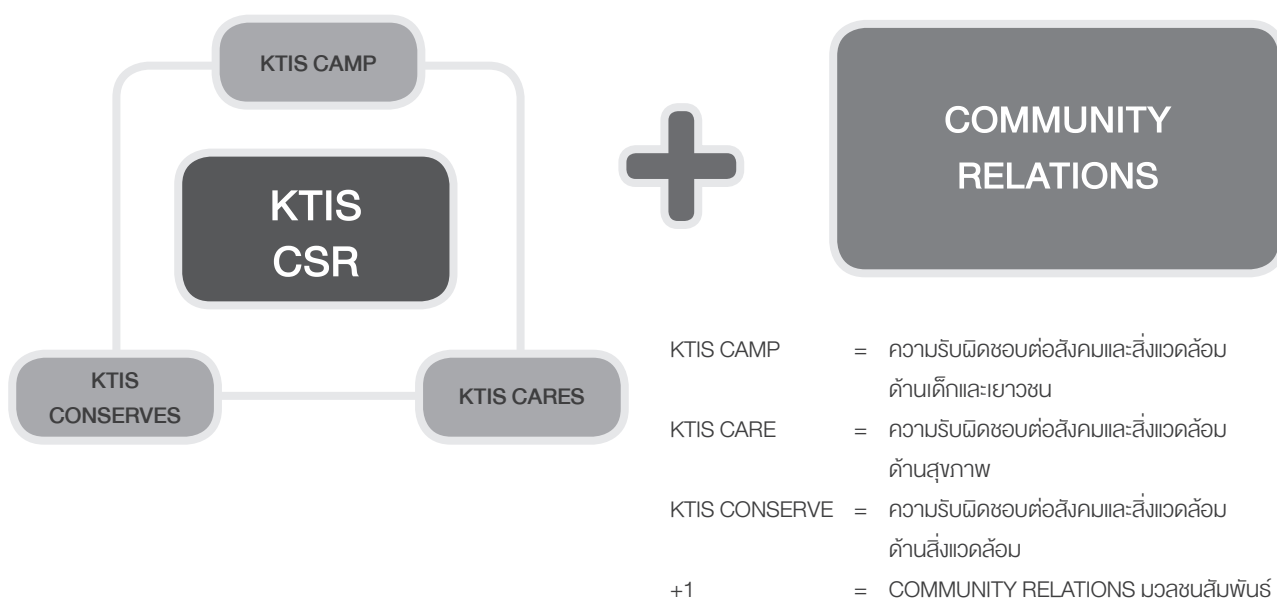 KTIS CAMP
KTIS
CSR
KTIS
CONSERVES
KTIS CARES
COMMUNITY
RELATIONS
KTIS CAMP = ความรับผิดชอบต่อสังคมและสิ่งแวดล้อม
ด้านเด็กและเยาวชน
KTIS CARE = ความรับผิดชอบต่อสังคมและสิ่งแวดล้อม
ด้านสุขภาพ
KTIS CONSERVE = ความรับผิดชอบต่อสังคมและสิ่งแวดล้อม
ด้านสิ่งแวดล้อม
+1 = COMMUNITY RELATIONS มวลชนสัมพันธ์